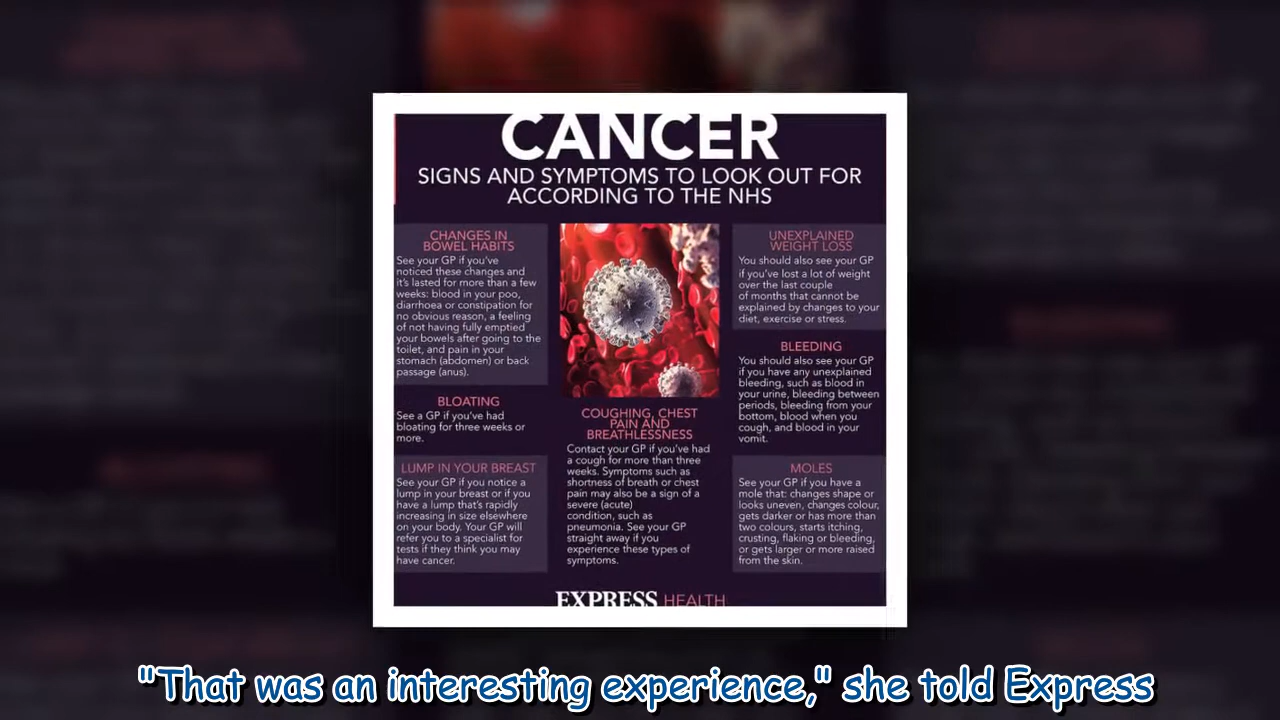 CANCER
SIGNS AND SYMPTOMS TO LOOK OUT FOR
ACCORDING TO THE NHS
CHANGES IN
BOWEL HABITS
See your GP if you've
noticed these changes and
it's lasted for more than a few
weeks: blood in your poo,
diarrhoea or constipation for
no obvious reason, a feeling
of not having fully emptied
your bowels after going to the
toilet, and pain in your
stomach (abdomen) or back
passage (anus).
BLOATING
See a GP if you've had
bloating for three weeks or
more.
LUMP IN YOUR BREAST
See your GP if you notice a
lump in your breast or if you
have a lump that's rapidly
increasing in size elsewhere
on your body. Your GP will
refer you to a specialist for
tests if they think you may
have cancer.
COUGHING, CHEST
PAIN AND
BREATHLESSNESS
Contact your GP if you've had
a cough for more than three
weeks. Symptoms such as
shortness of breath or chest
pain may also be a sign of a
severe (acute)
condition, such as
pneumonia. See your GP
straight away if you
experience these types of
symptoms.
UNEXPLAINED
WEIGHT LOSS
You should also see your GP
if you've lost a lot of weight
over the last couple
of months that cannot be
explained by changes to your
diet, exercise or stress.
BLEEDING
You should also see your GP
if you have any unexplained
bleeding, such as blood in
your urine, bleeding between
periods, bleeding from your
bottom, blood when you
cough, and blood in your
vomit.
MOLES
See your GP if you have a
mole that: changes shape or
looks uneven, changes colour,
gets darker or has more than
two colours, starts itching,
crusting, flaking or bleeding,
or gets larger or more raised
from the skin.
EXPRESS HEALTH
"That was an interesting experience," she told Express